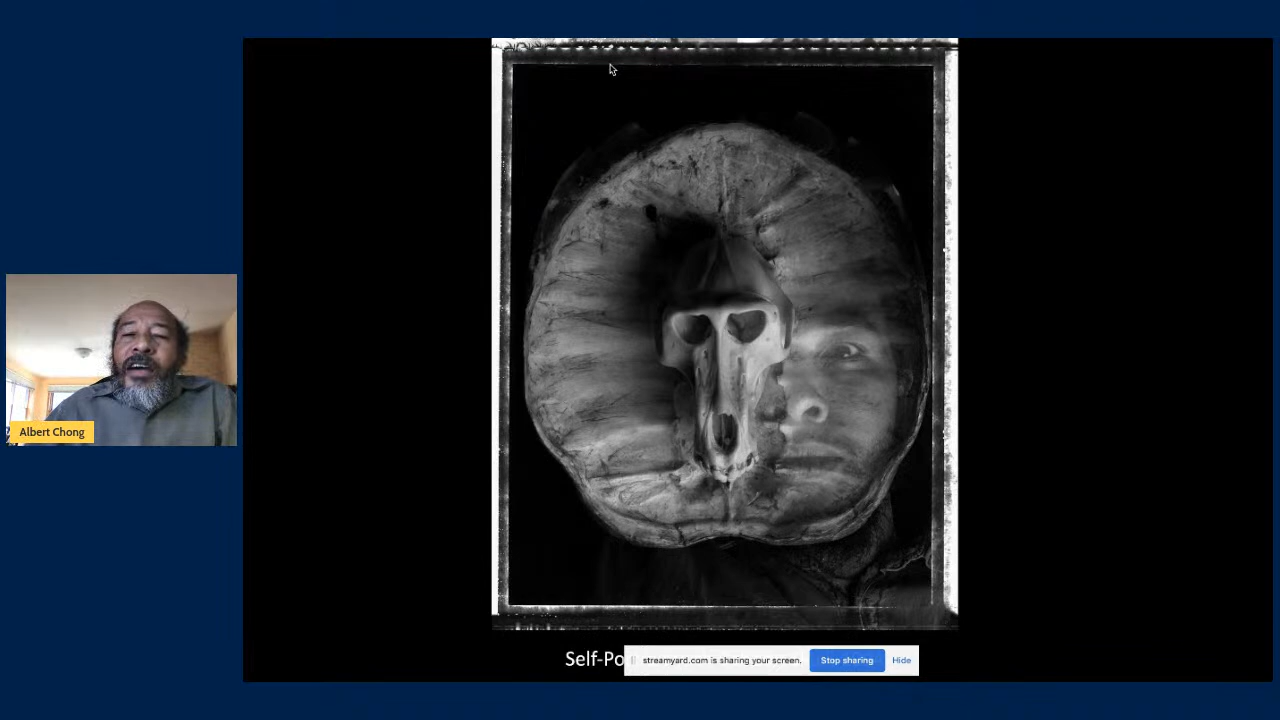 Albert Chong
Self-Po
streamyard.com is sharing your screen.
Stop sharing
Hide